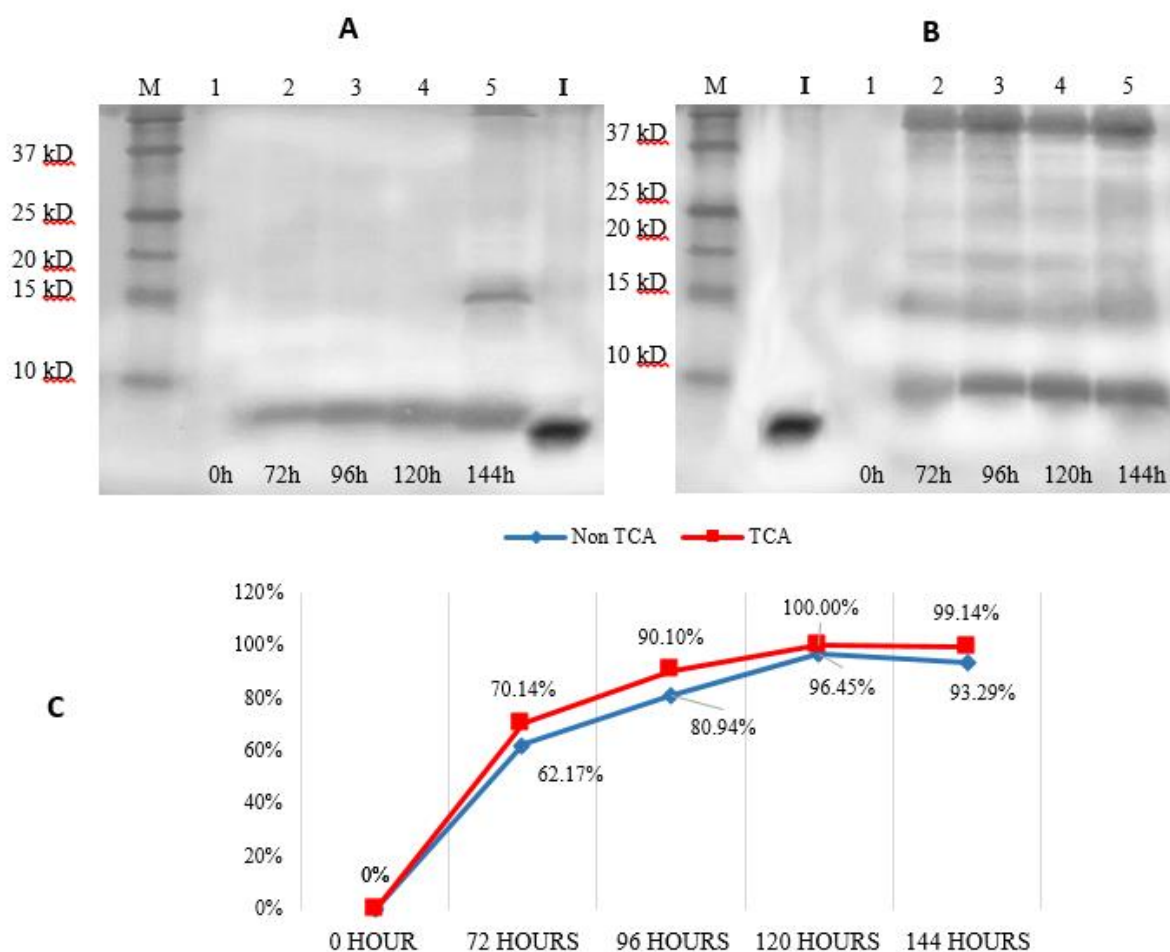 A
B
M 1 2 3 4 5 I
M I 1 2 3 4 5
37 kD
25 kD
20 kD
15 kD
10 kD
37 kD
25 kD
20 kD
15 kD
10 kD
0h 72h 96h 120h 144h
0h 72h 96h 120h 144h
Non TCA TCA
C
120%
100%
80%
60%
40%
20%
0%
0%
70.14%
62.17%
90.10%
80.94%
100.00%
96.45%
99.14%
93.29%
0 HOUR 72 HOURS 96 HOURS 120 HOURS 144 HOURS